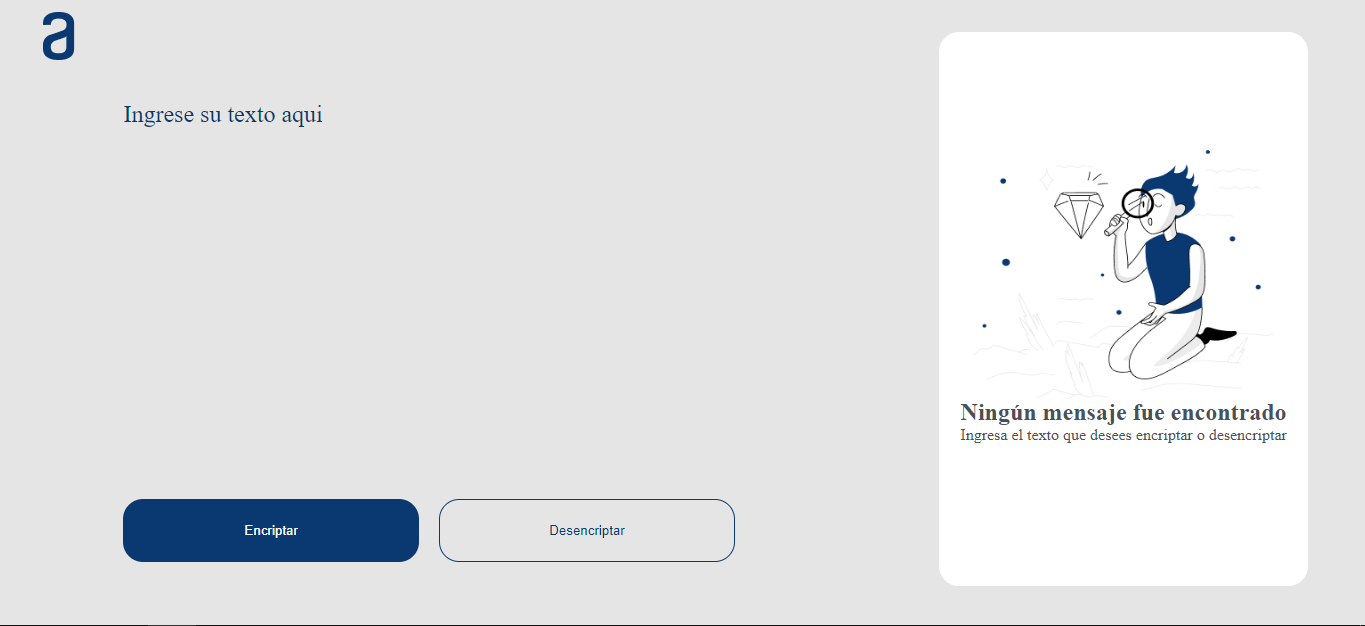 a
Ingrese su texto aqui
Ningún mensaje fue encontrado
Ingresa el texto que desees encriptar o desencriptar
Encriptar
Desencriptar